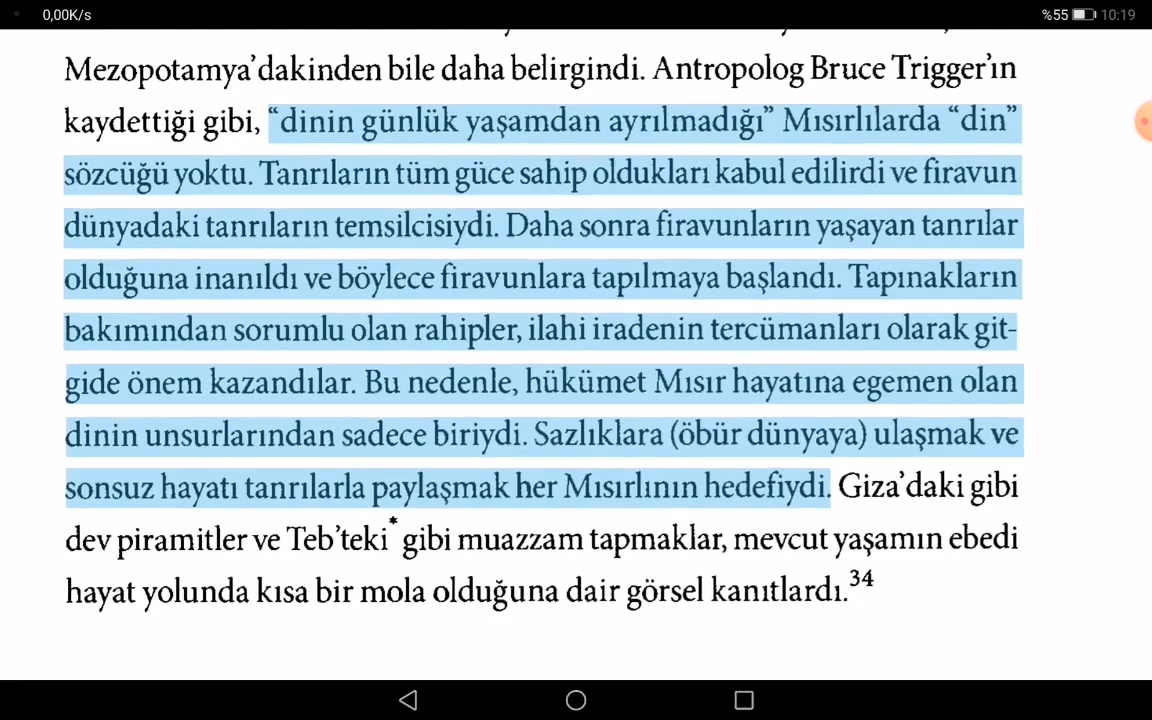 0,00K/s
%55 10:19
Mezopotamya’dakinden bile daha belirgindi. Antropolog Bruce Trigger’ın
kaydettiği gibi, “dinin günlük yaşamdan ayrılmadığı” Mısırlılarda “din”
sözcüğü yoktu. Tanrıların tüm güce sahip oldukları kabul edilirdi ve firavun
dünyadaki tanrıların temsilcisiydi. Daha sonra firavunların yaşayan tanrılar
olduğuna inanıldı ve böylece firavunlara tapılmaya başlandı. Tapınakların
bakımından sorumlu olan rahipler, ilahi iradenin tercümanları olarak git-
gide önem kazandılar. Bu nedenle, hükümet Mısır hayatına egemen olan
dinin unsurlarından sadece biriydi. Sazlıklara (öbür dünyaya) ulaşmak ve
sonsuz hayatı tanrılarla paylaşmak her Mısırlının hedefiydi. Giza’daki gibi
dev piramitler ve Teb’teki* gibi muazzam tapmaklar, mevcut yaşamın ebedi
hayat yolunda kısa bir mola olduğuna dair görsel kanıtlardı.34